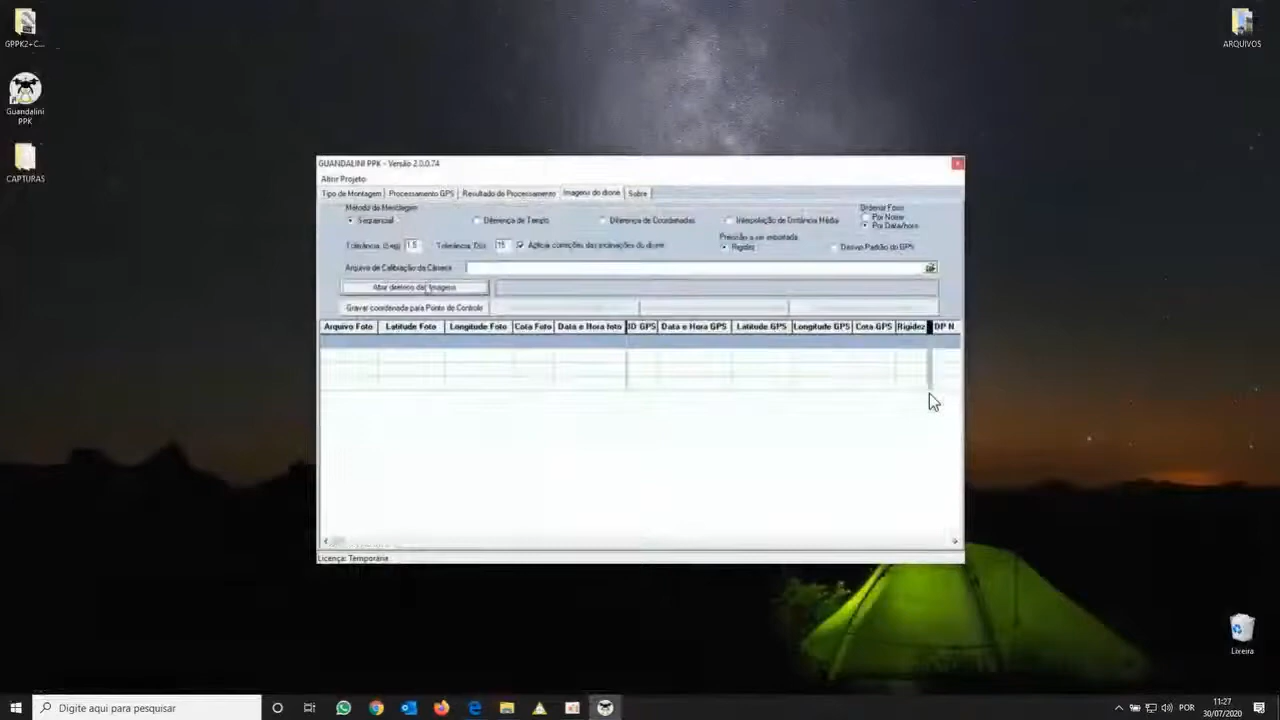 GPPK2+C...
ARQUIVOS
Guandalini
PPK
CAPTURAS
GUANDALINI PPK - Versão 2.0.0.74
Abrir Projeto
Tipo de Montagem Processamento GPS Resultado do Processamento Imagens do drone Sobre
Método de Mesclagem
Sequencial Diferença de Tempo Diferença de Coordenadas Interpolação de Distância Média
Ordenar Fotos
Por Nome
Por Data/hora
Tolerância 1.5 Tolerância 15 Aplicar correções das inclinações do drone
Precisão a ser exportada
Rigidez Desvio Padrão do GPS
Arquivo de Calibração da Câmera
Abrir diretório das Imagens
Gravar coordenada para Ponto de Controle
Arquivo Foto Latitude Foto Longitude Foto Cota Foto Data e Hora foto ID GPS Data e Hora GPS Latitude GPS Longitude GPS Cota GPS Rigidez DP N
Licença: Temporária
Lixeira
Digite aqui para pesquisar
POR
11:27
30/07/2020